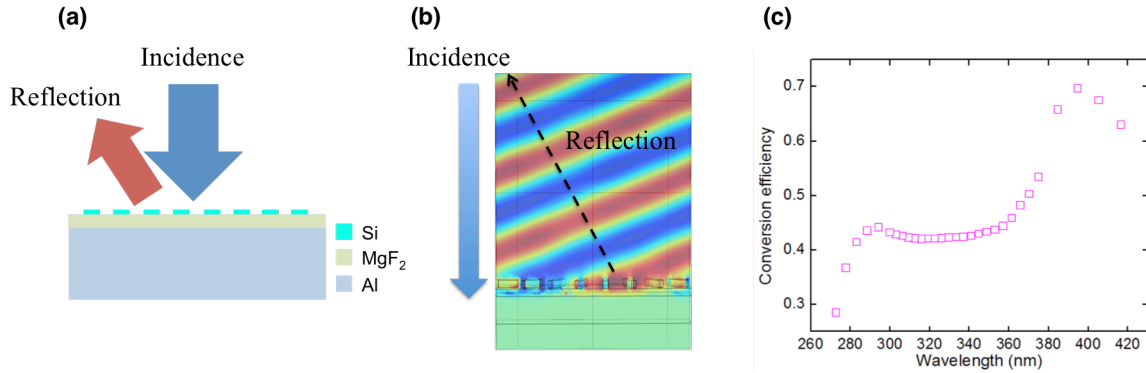 (a)
Incidence
Reflection
Si
MgF₂
Al
(b)
Incidence
Reflection
(c)
Conversion efficiency
0.7
0.6
0.5
0.4
0.3
260 280 300 320 340 360 380 400 420
Wavelength (nm)